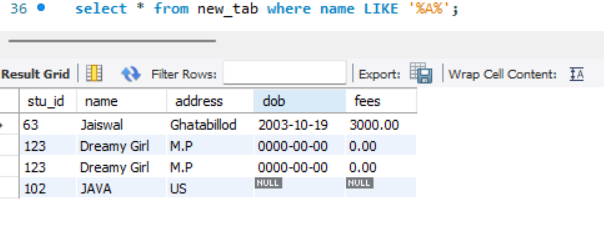 36 select * from new_tab where name LIKE '%A%';
Result Grid Filter Rows: Export: Wrap Cell Content: IA
stu_id name address dob fees
63 Jaiswal Ghatabillod 2003-10-19 3000.00
123 Dreamy Girl M.P 0000-00-00 0.00
123 Dreamy Girl M.P 0000-00-00 0.00
102 JAVA US NULL NULL